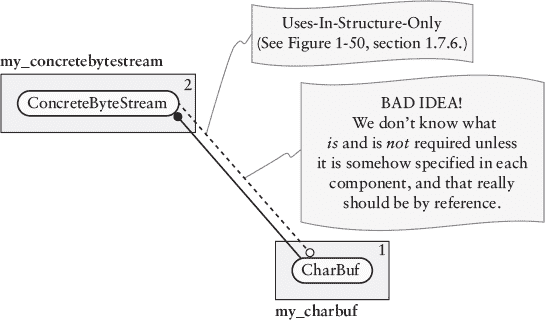 Uses-In-Structure-Only
(See Figure 1-50, section 1.7.6.)
my_concretebytestream
2
ConcreteByteStream
BAD IDEA!
We don’t know what
is and is not required unless
it is somehow specified in each
component, and that really
should be by reference.
1
CharBuf
my_charbuf